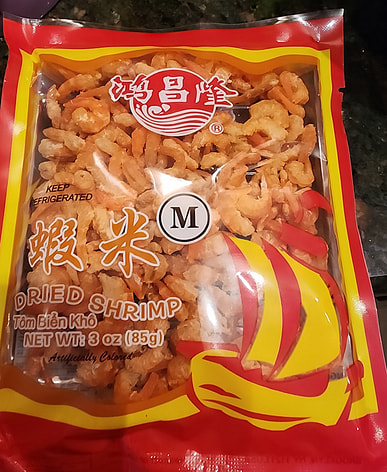 鴻昌隆
®
KEEP
REFRIGERATED
M
蝦米
DRIED SHRIMP
Tôm Biển Khô
NET WT: 3 oz (85g)
Artificially Colored